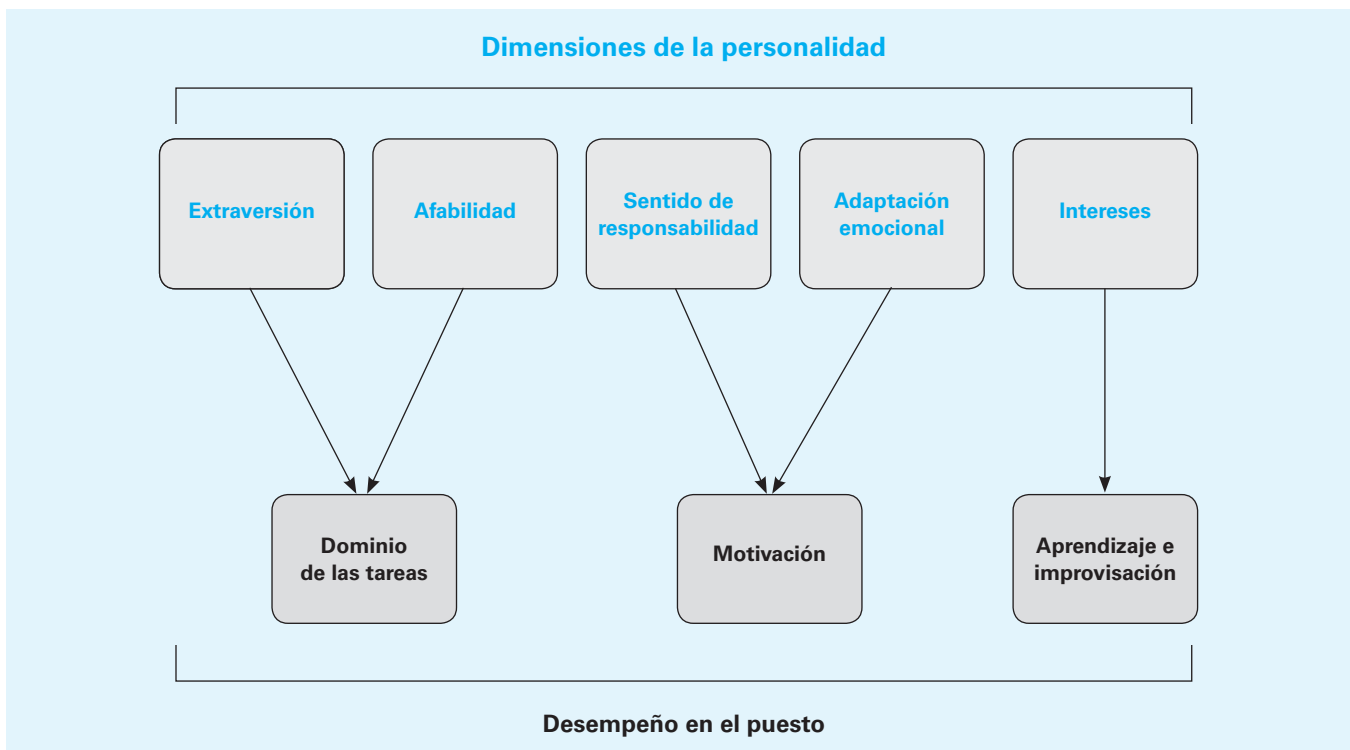 Dimensiones de la personalidad
Extraversión
Afabilidad
Sentido de
responsabilidad
Adaptación
emocional
Intereses
Dominio
de las tareas
Motivación
Aprendizaje e
improvisación
Desempeño en el puesto